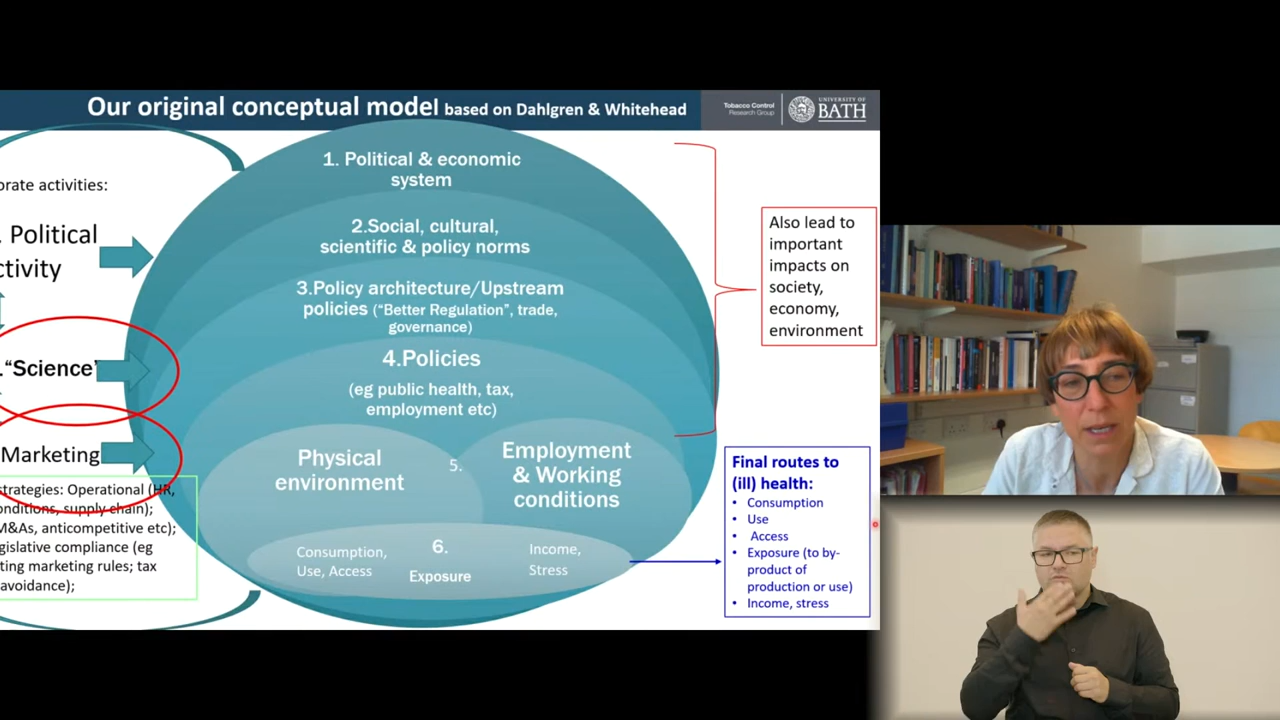 Our original conceptual model based on Dahlgren & Whitehead
Tobacco Control
Research Group
UNIVERSITY OF
BATH
orate activities:
. Political
ctivity
.“Science”
Marketing
strategies: Operational (HR,
onditions, supply chain);
M&As, anticompetitive etc);
gislative compliance (eg
ting marketing rules; tax
avoidance);
1. Political & economic
system
2.Social, cultural,
scientific & policy norms
3.Policy architecture/Upstream
policies (“Better Regulation”, trade,
governance)
4.Policies
(eg public health, tax,
employment etc)
Physical
environment
5.
Employment
& Working
conditions
Consumption,
Use, Access
6.
Exposure
Income,
Stress
Also lead to
important
impacts on
society,
economy,
environment
Final routes to
(ill) health:
• Consumption
• Use
• Access
• Exposure (to by-
product of
production or use)
• Income, stress